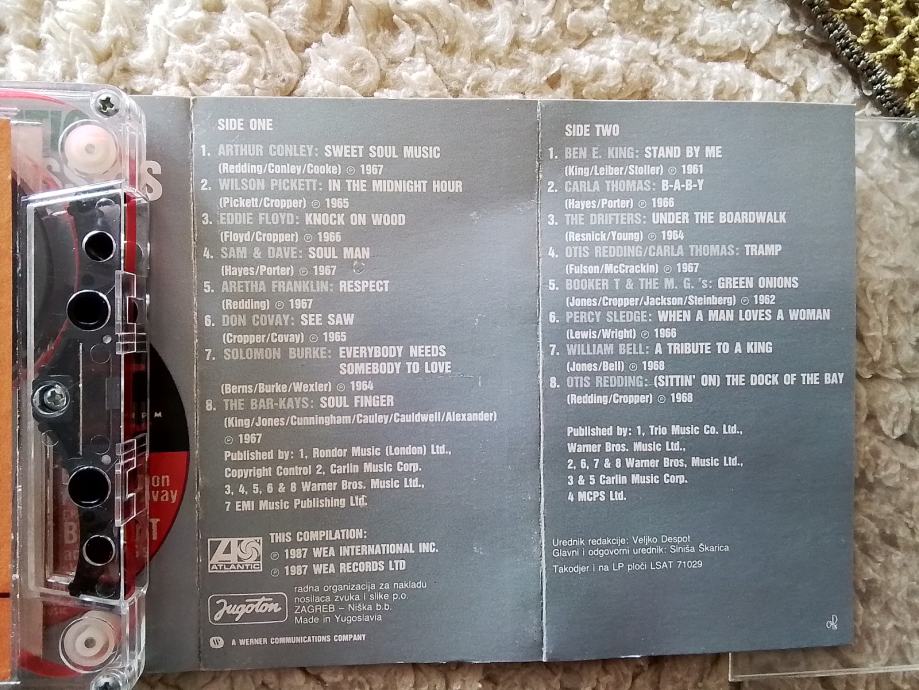 SIDE ONE
1. ARTHUR CONLEY: SWEET SOUL MUSIC
(Redding/Conley/Cooke) ℗ 1967
2. WILSON PICKETT: IN THE MIDNIGHT HOUR
(Pickett/Cropper) ℗ 1965
3. EDDIE FLOYD: KNOCK ON WOOD
(Floyd/Cropper) ℗ 1966
4. SAM & DAVE: SOUL MAN
(Hayes/Porter) ℗ 1967
5. ARETHA FRANKLIN: RESPECT
(Redding) ℗ 1967
6. DON COVAY: SEE SAW
(Cropper/Covay) ℗ 1965
7. SOLOMON BURKE: EVERYBODY NEEDS
SOMEBODY TO LOVE
(Berns/Burke/Wexler) ℗ 1964
8. THE BAR-KAYS: SOUL FINGER
(King/Jones/Cunningham/Cauley/Cauldwell/Alexander)
℗ 1967
Published by: 1, Rondor Music (London) Ltd.,
Copyright Control 2, Carlin Music Corp.
3, 4, 5, 6 & 8 Warner Bros. Music Ltd.,
7 EMI Music Publishing Ltd.
ATLANTIC
THIS COMPILATION:
℗ 1987 WEA INTERNATIONAL INC.
℗ 1987 WEA RECORDS LTD
Jugoton
radna organizacija za nakladu
nosilaca zvuka i slike p.o.
ZAGREB – Niška b.b.
Made in Yugoslavia
A WERNER COMMUNICATIONS COMPANY
SIDE TWO
1. BEN E. KING: STAND BY ME
(King/Leiber/Stoller) ℗ 1961
2. CARLA THOMAS: B-A-B-Y
(Hayes/Porter) ℗ 1966
3. THE DRIFTERS: UNDER THE BOARDWALK
(Resnick/Young) ℗ 1964
4. OTIS REDDING/CARLA THOMAS: TRAMP
(Fulson/McCrackin) ℗ 1967
5. BOOKER T & THE M. G. 's: GREEN ONIONS
(Jones/Cropper/Jackson/Steinberg) ℗ 1962
6. PERCY SLEDGE: WHEN A MAN LOVES A WOMAN
(Lewis/Wright) ℗ 1966
7. WILLIAM BELL: A TRIBUTE TO A KING
(Jones/Bell) ℗ 1968
8. OTIS REDDING: (SITTIN' ON) THE DOCK OF THE BAY
(Redding/Cropper) ℗ 1968
Published by: 1, Trio Music Co. Ltd.,
Warner Bros. Music Ltd.,
2, 6, 7 & 8 Warner Bros, Music Ltd.,
3 & 5 Carlin Music Corp.
4 MCPS Ltd.
Urednik redakcije: Veljko Despot
Glavni i odgovorni urednik: Siniša Škarica
Takodjer i na LP ploči LSAT 71029